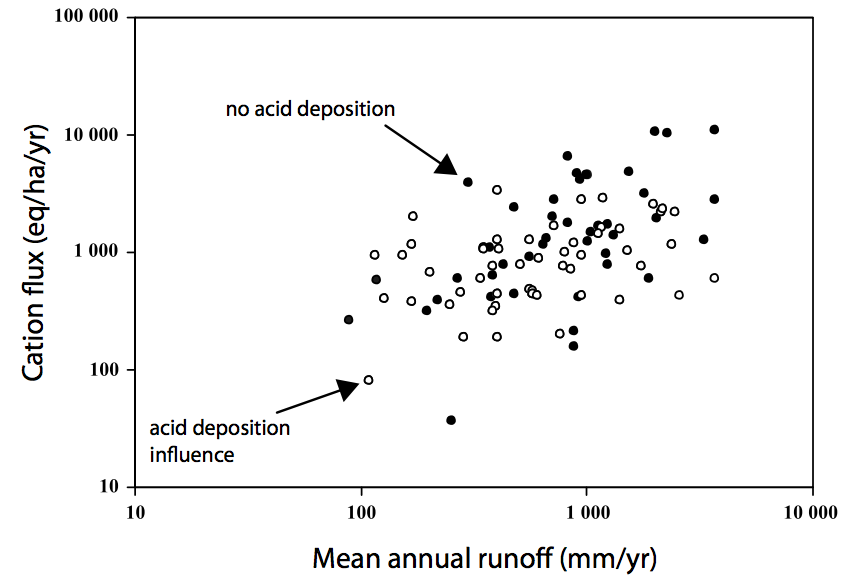 100 000
10 000
1 000
100
10
Cation flux (eq/ha/yr)
no acid deposition
acid deposition
influence
10
100
1 000
10 000
Mean annual runoff (mm/yr)